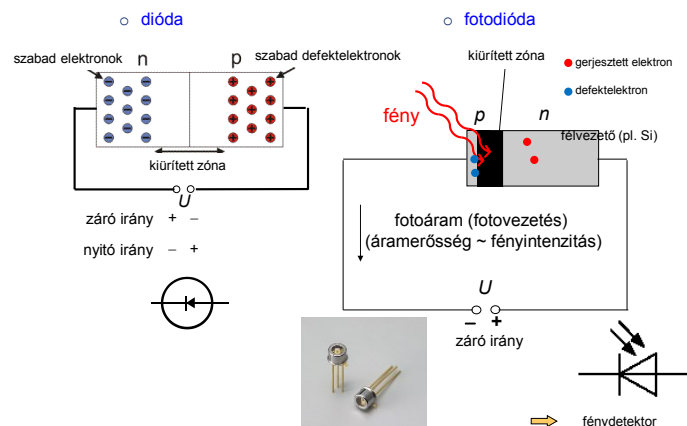 dióda
szabad elektronok
n
p
szabad defektelektronok
kiürített zóna
U
záró irány + –
nyitó irány – +
fotodióda
kiürített zóna
gerjesztett elektron
defektelektron
p
n
fény
félvezető (pl. Si)
fotoáram (fotovezetés)
(áramerősség ~ fényintenzitás)
U
– +
záró irány
fénydetektor